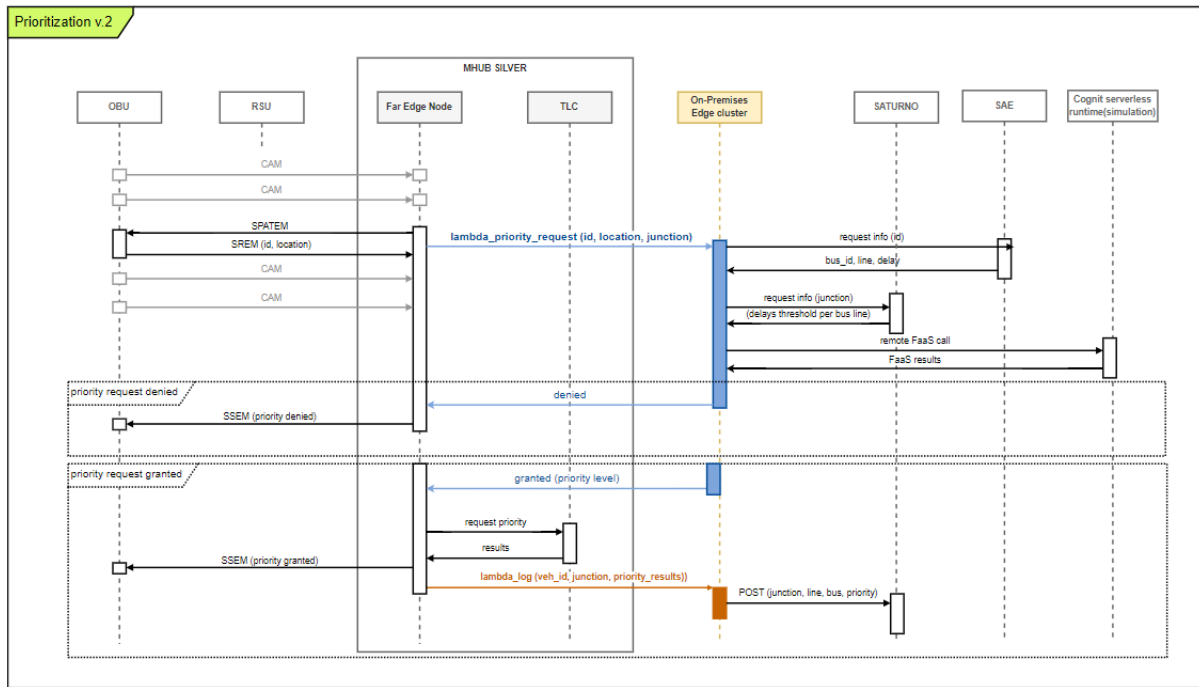 Prioritization v.2
MHUB SILVER
OBU
RSU
Far Edge Node
TLC
On-Premises
Edge cluster
SATURNO
SAE
Cognit serverless
runtime(simulation)
CAM
CAM
SPATEM
lambda_priority_request (id, location, junction)
request info (id)
SREM (id, location)
bus_id, line, delay
CAM
CAM
request info (junction)
(delays threshold per bus line)
remote FaaS call
FaaS results
priority request denied
denied
SSEM (priority denied)
priority request granted
granted (priority level)
request priority
results
SSEM (priority granted)
lambda_log (veh_id, junction, priority_results))
POST (junction, line, bus, priority)